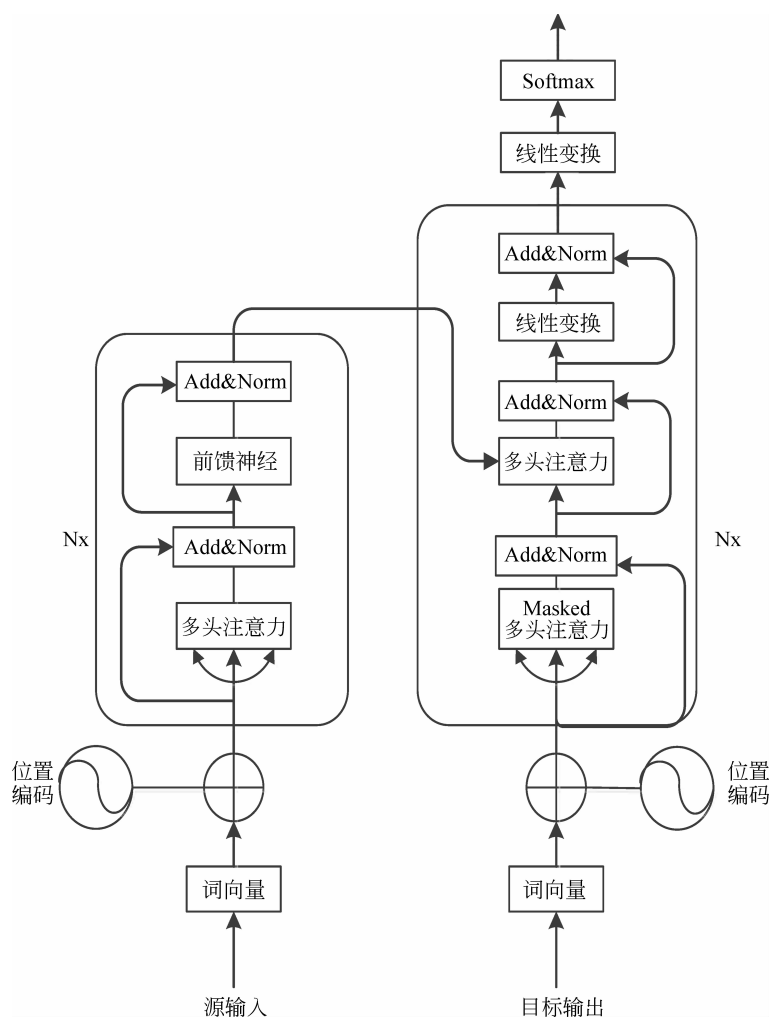 Softmax
线性变换
Add&Norm
线性变换
Add&Norm
多头注意力
Add&Norm
Masked
多头注意力
Nx
Add&Norm
前馈神经
Add&Norm
多头注意力
Nx
位置
编码
位置
编码
词向量
词向量
源输入
目标输出